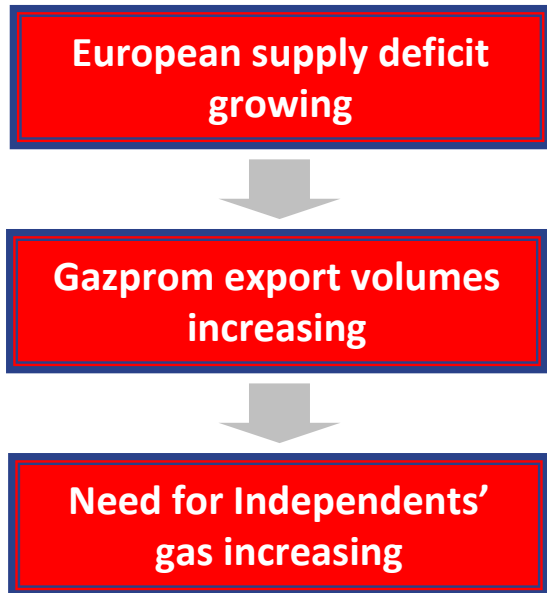 European supply deficit
growing
Gazprom export volumes
increasing
Need for Independents’
gas increasing